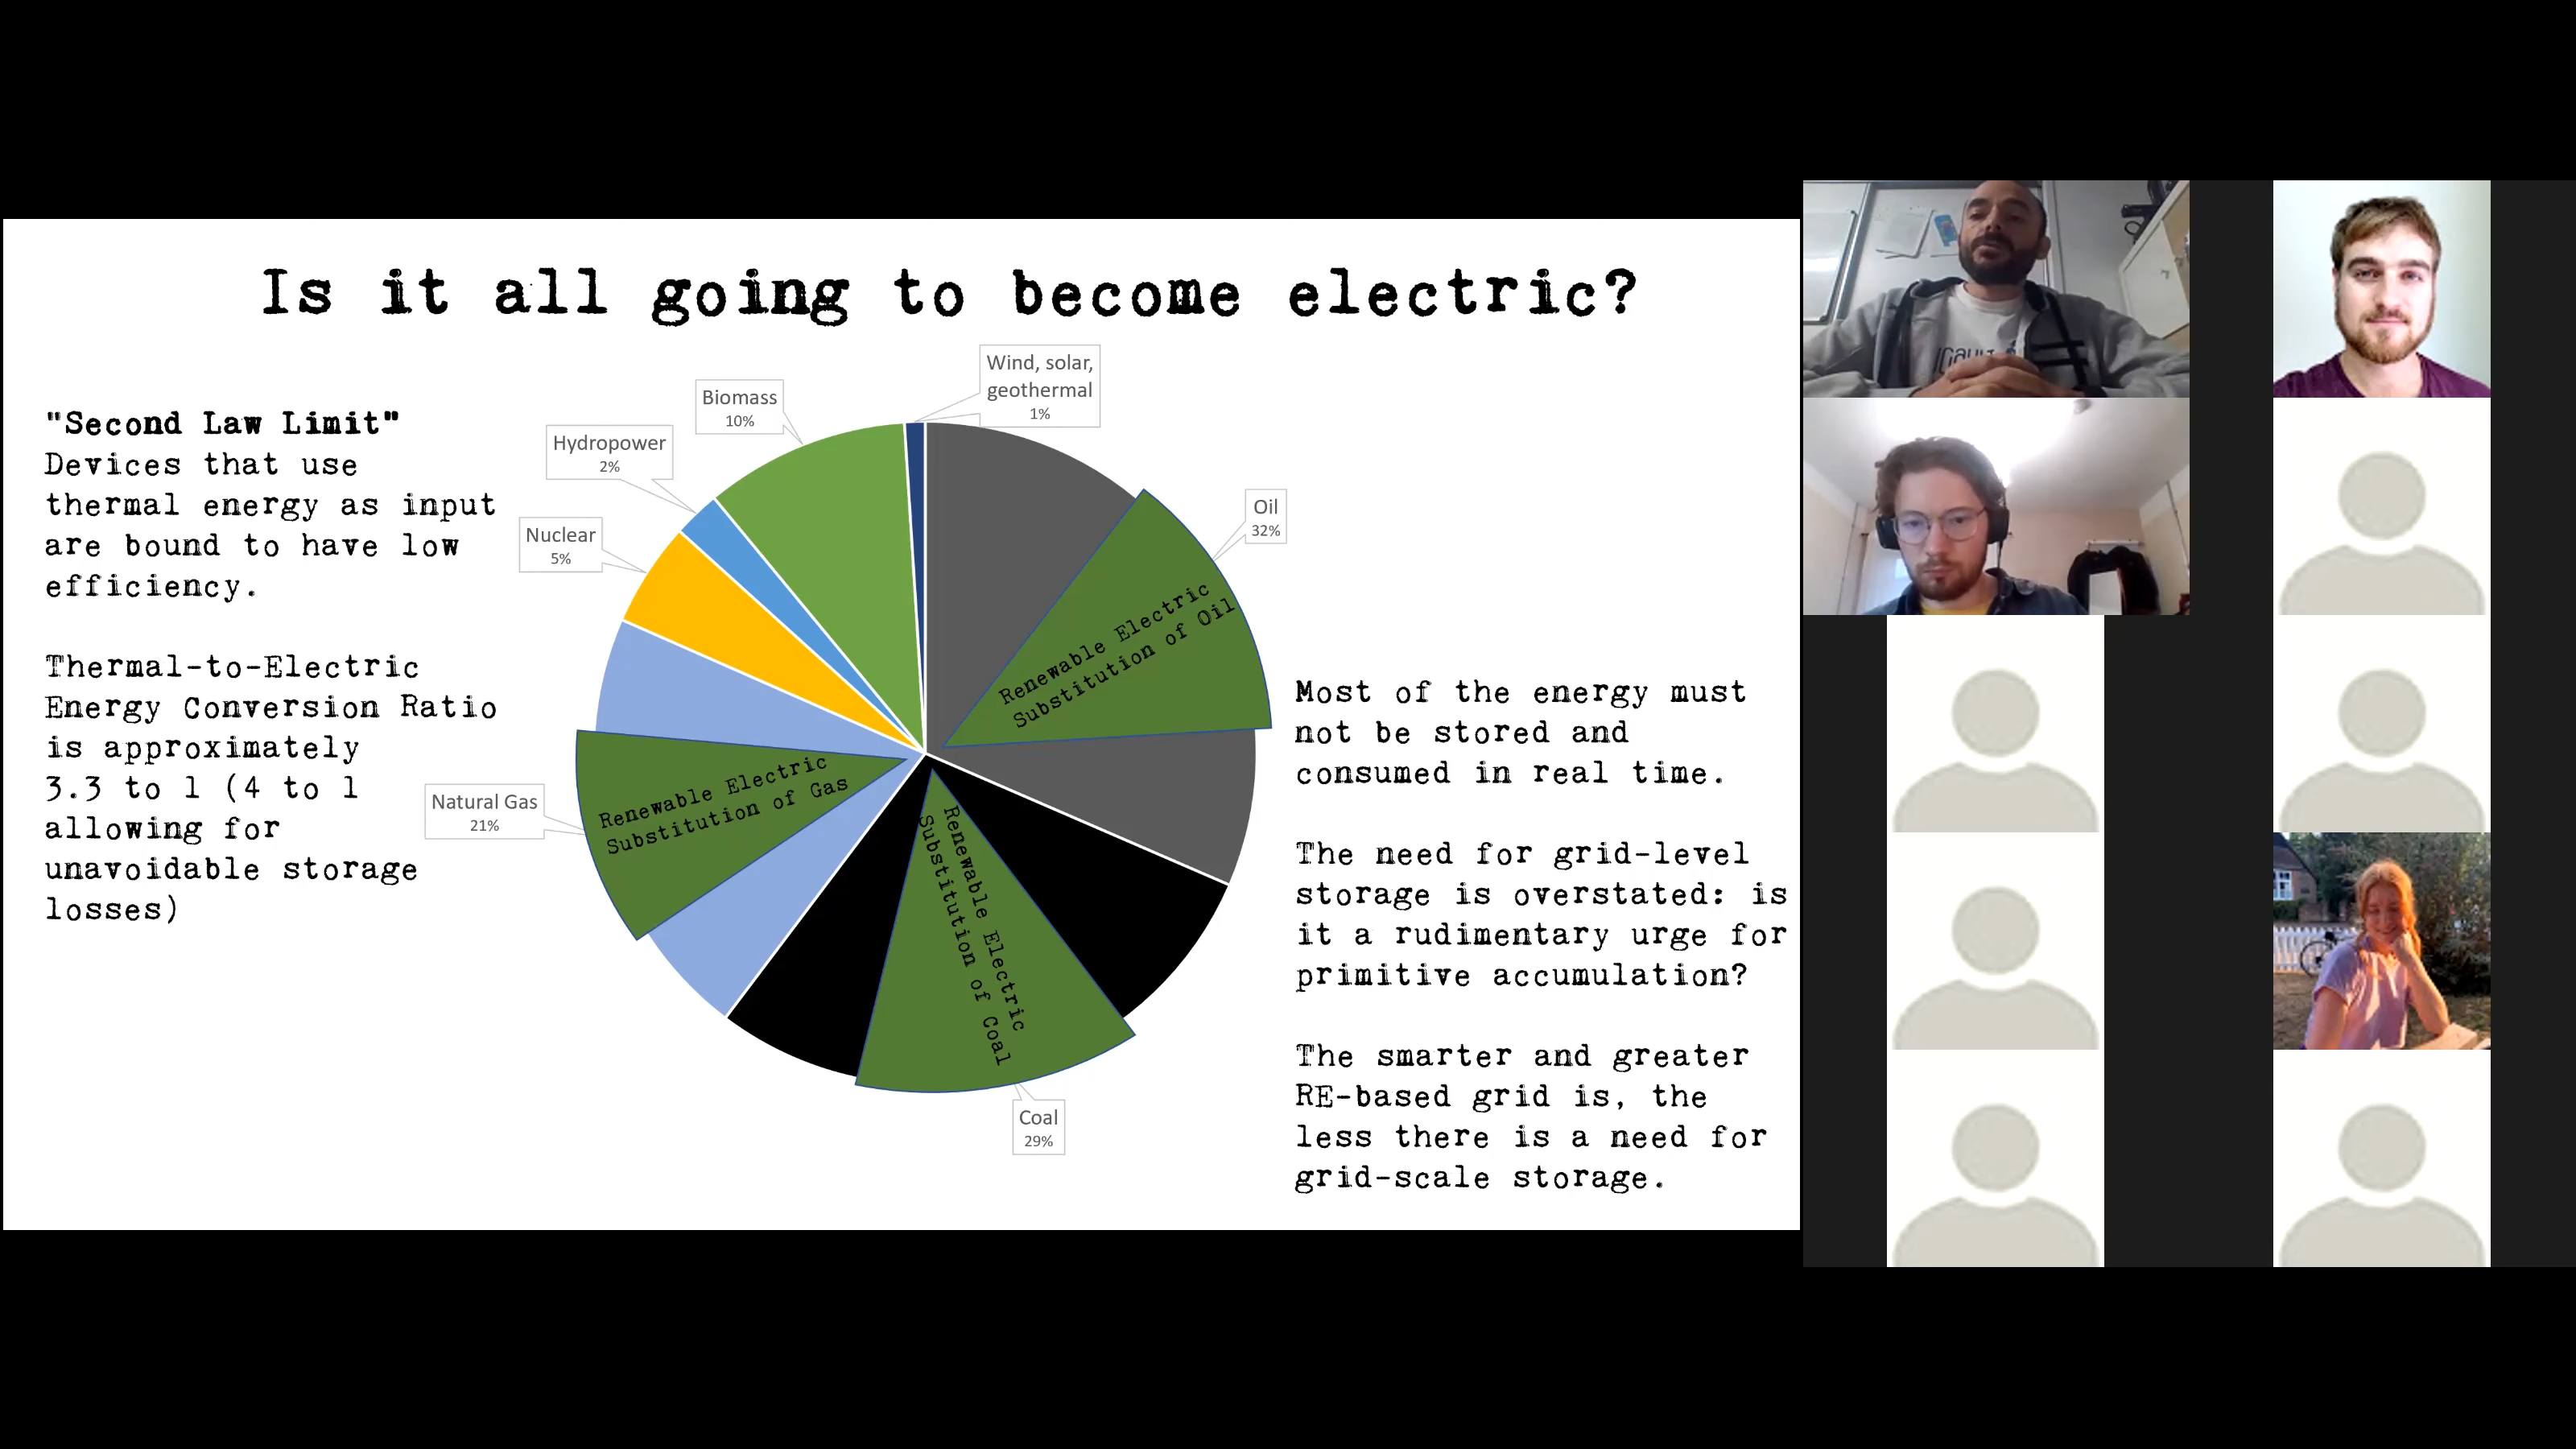 Is it all going to become electric?
"Second Law Limit"
Devices that use
thermal energy as input
are bound to have low
efficiency.
Thermal-to-Electric
Energy Conversion Ratio
is approximately
3.3 to 1 (4 to 1
allowing for
unavoidable storage
losses)
Wind, solar,
geothermal
1%
Biomass
10%
Hydropower
2%
Nuclear
5%
Natural Gas
21%
Oil
32%
Coal
29%
Renewable Electric
Substitution of Oil
Renewable Electric
Substitution of Gas
Renewable Electric
Substitution of Coal
Most of the energy must
not be stored and
consumed in real time.
The need for grid-level
storage is overstated: is
it a rudimentary urge for
primitive accumulation?
The smarter and greater
RE-based grid is, the
less there is a need for
grid-scale storage.